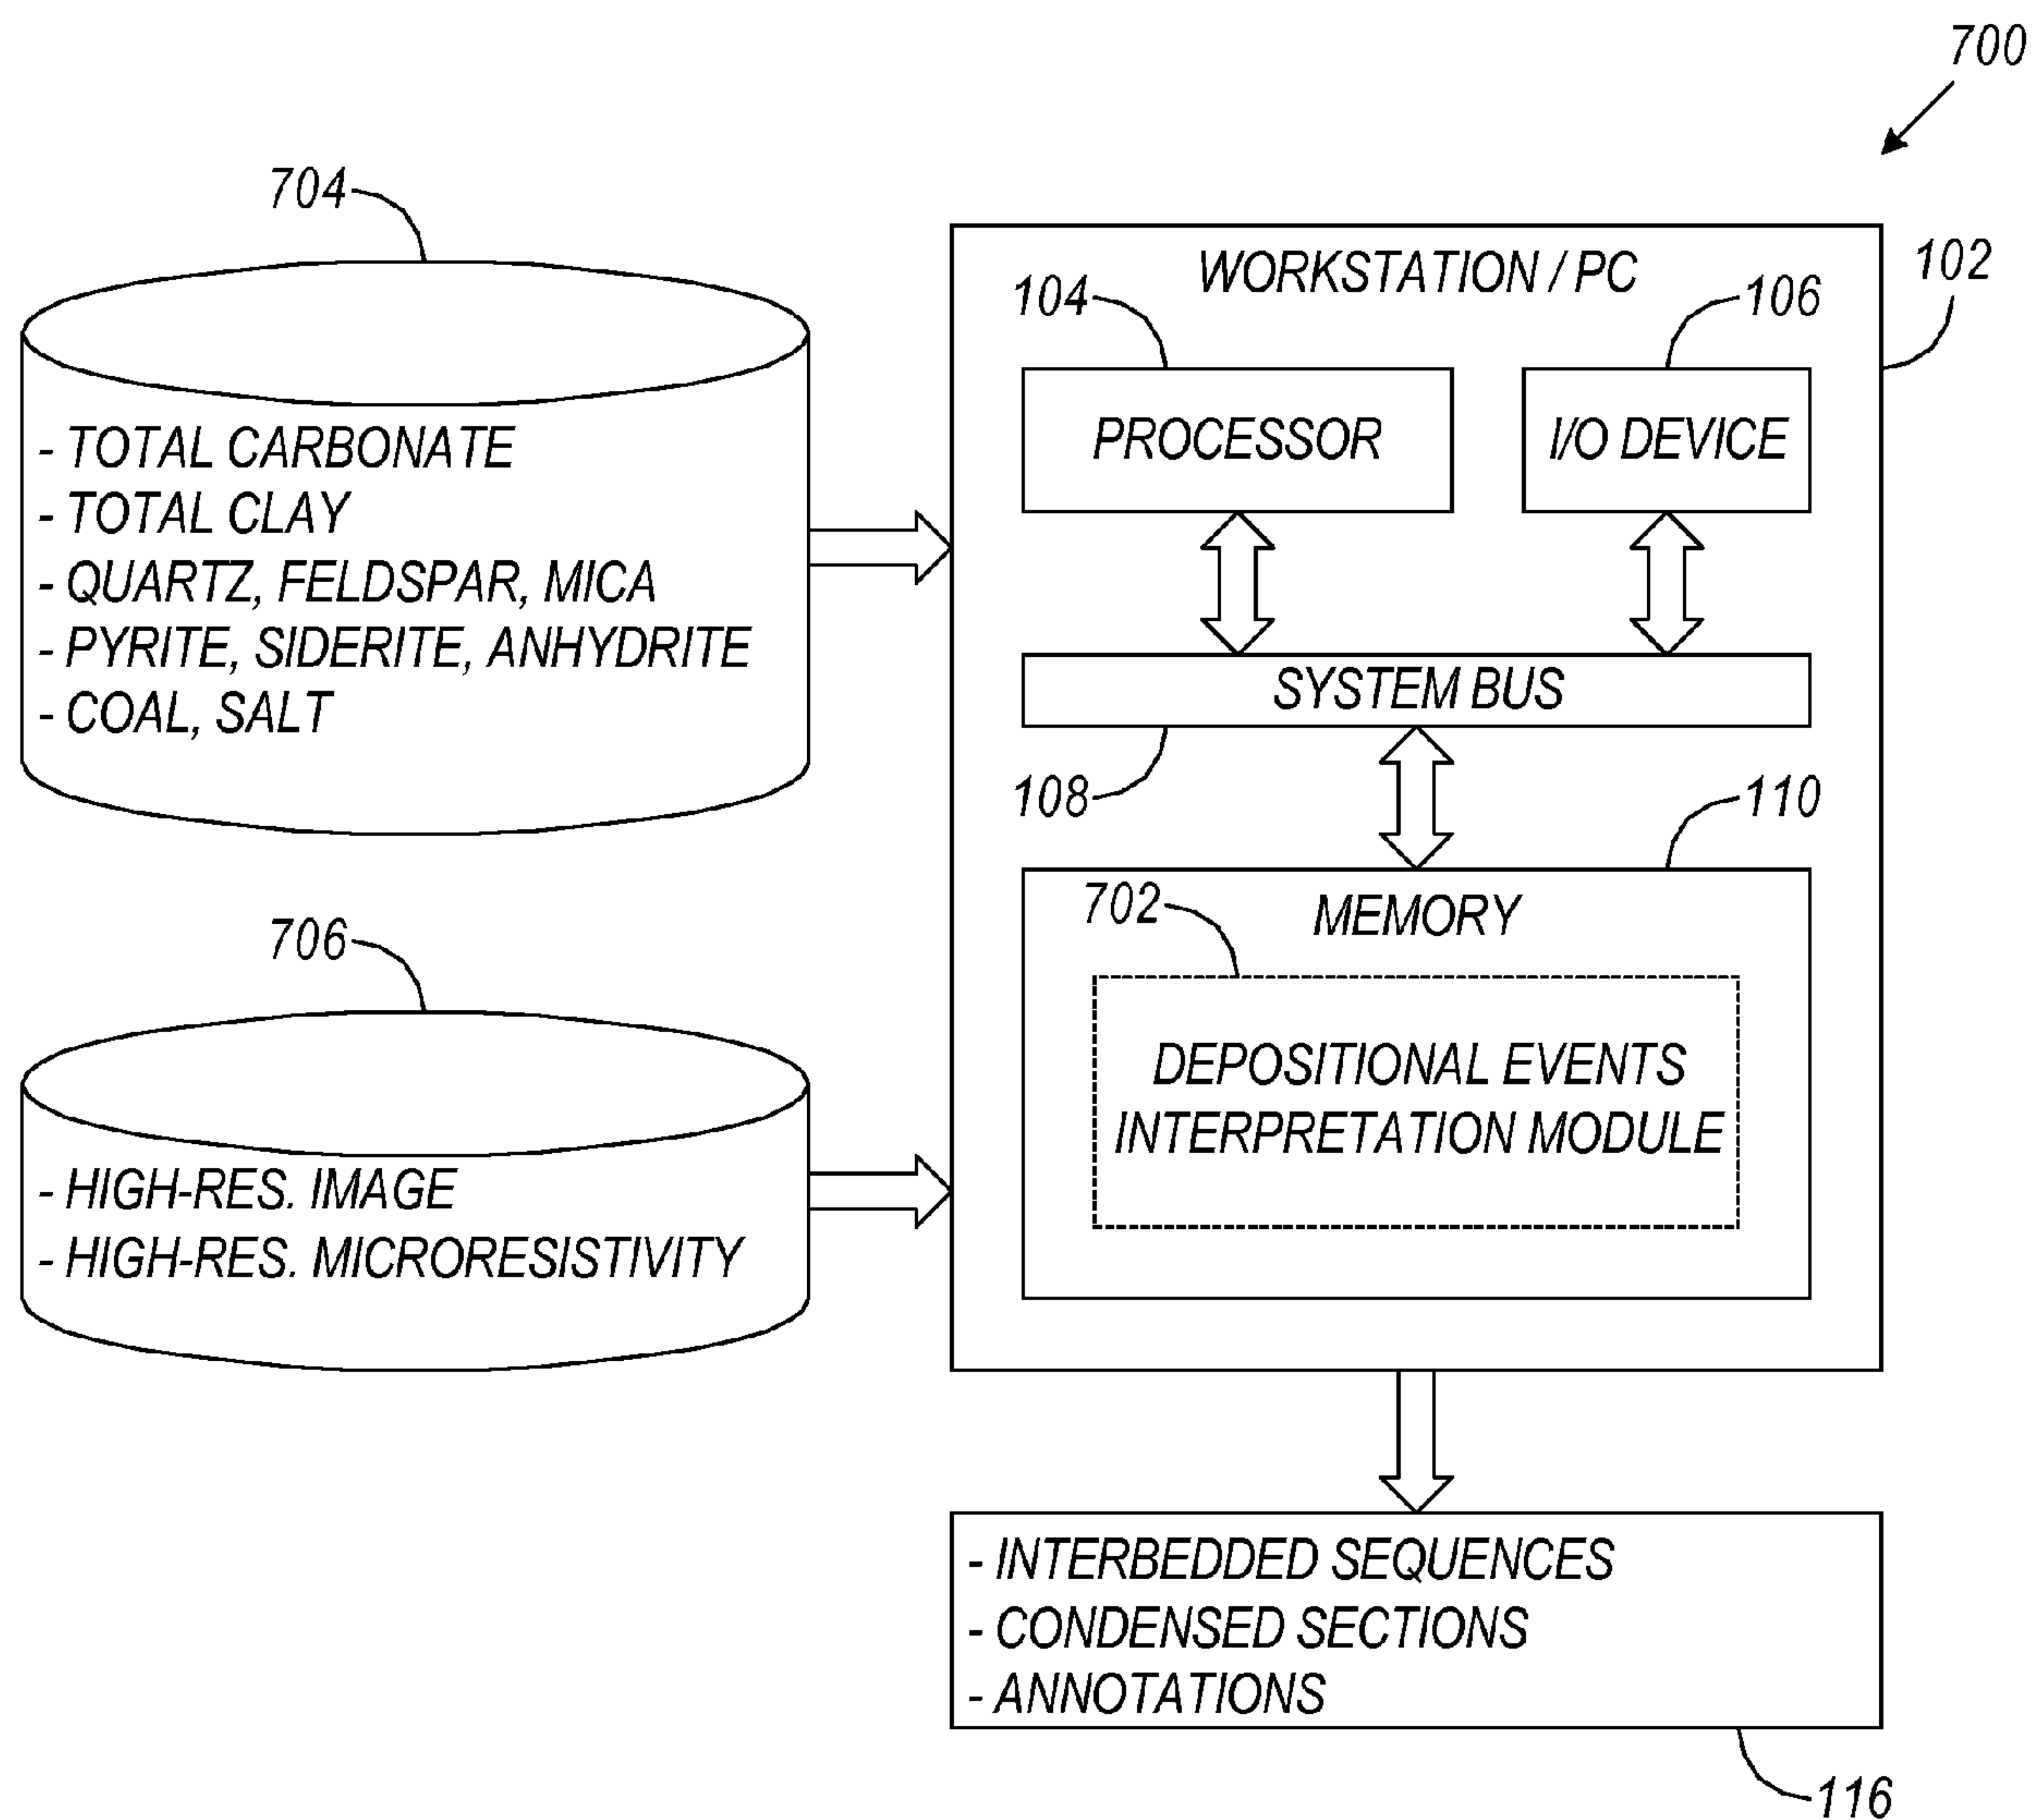 700
704
- TOTAL CARBONATE
- TOTAL CLAY
- QUARTZ, FELDSPAR, MICA
- PYRITE, SIDERITE, ANHYDRITE
- COAL, SALT
706
- HIGH-RES. IMAGE
- HIGH-RES. MICRORESISTIVITY
WORKSTATION / PC
102
104
106
PROCESSOR
I/O DEVICE
SYSTEM BUS
108
110
MEMORY
702
DEPOSITIONAL EVENTS
INTERPRETATION MODULE
- INTERBEDDED SEQUENCES
- CONDENSED SECTIONS
- ANNOTATIONS
116